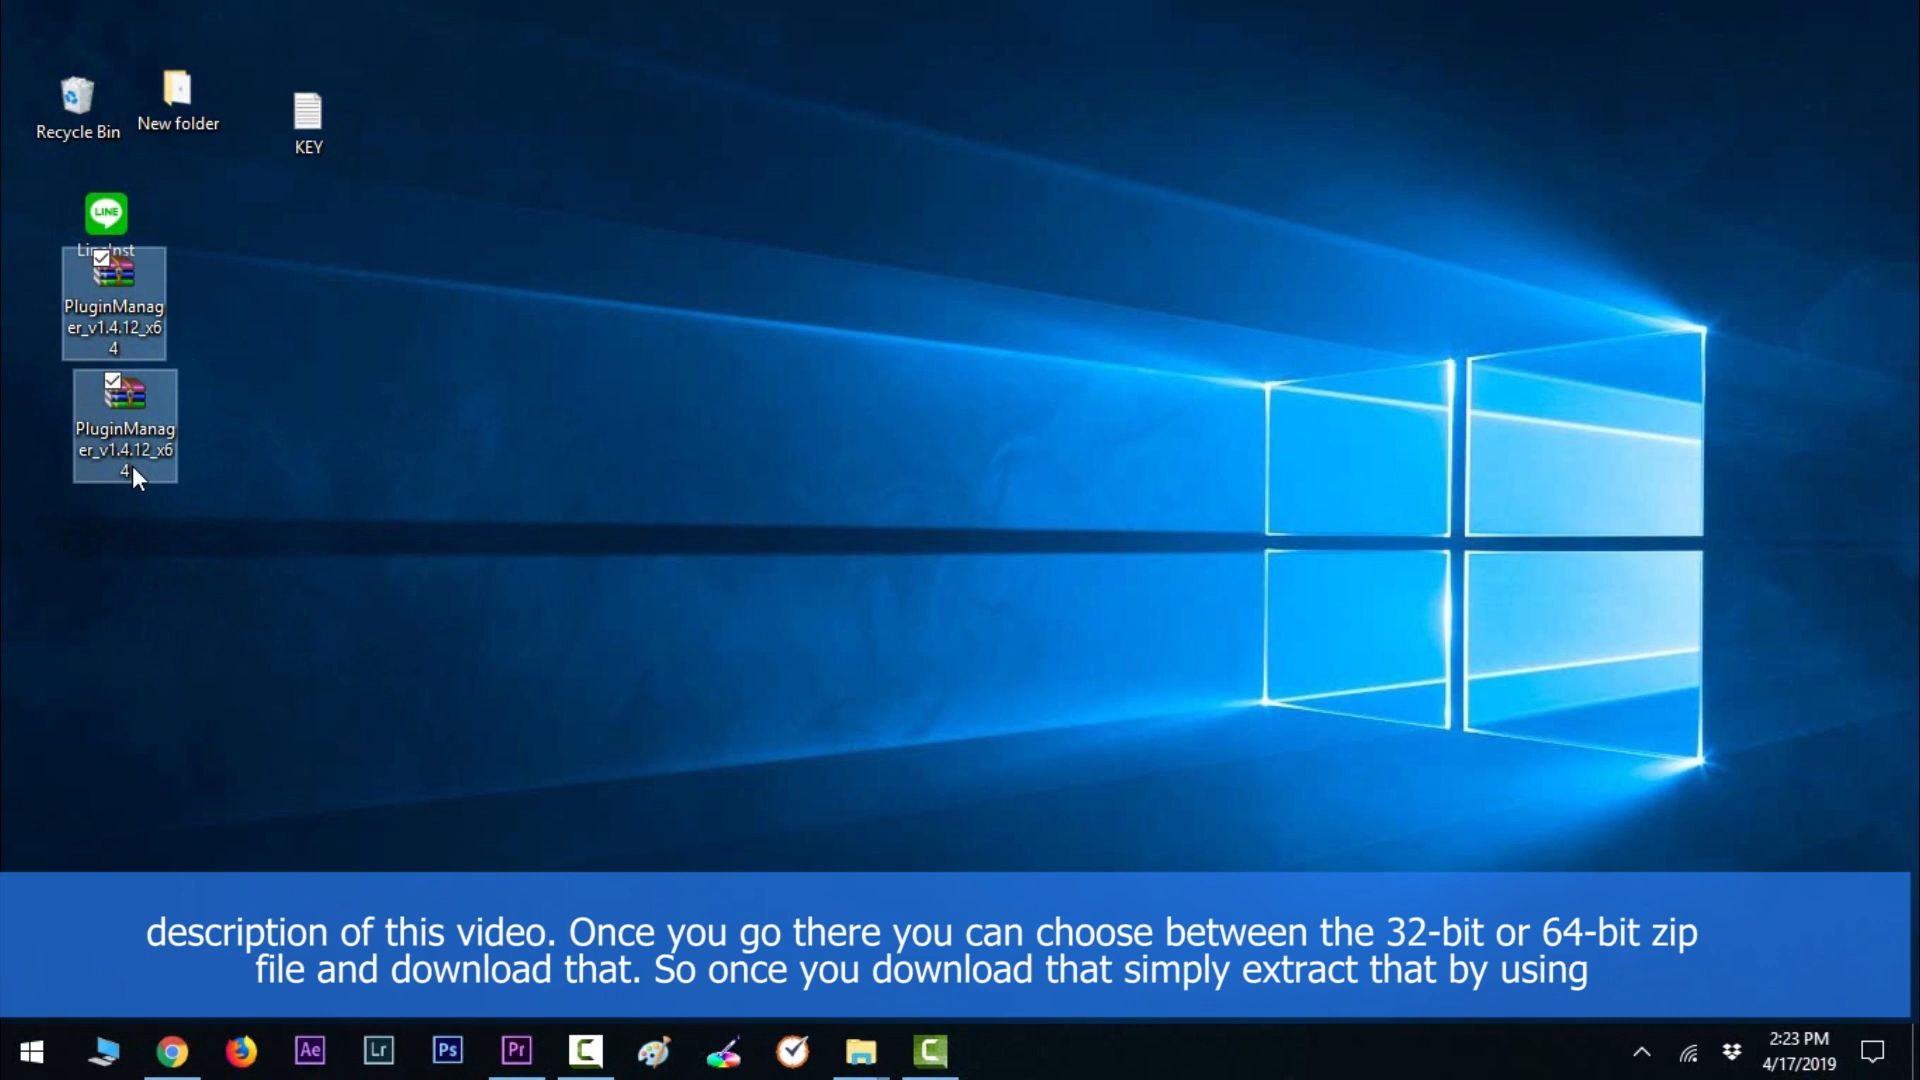 Recycle Bin
New folder
KEY
LINE
PluginManag
er_v1.4.12_x6
4
PluginManag
er_v1.4.12_x6
4
description of this video. Once you go there you can choose between the 32-bit or 64-bit zip
file and download that. So once you download that simply extract that by using
Ae
Lr
Ps
Pr
2:23 PM
4/17/2019